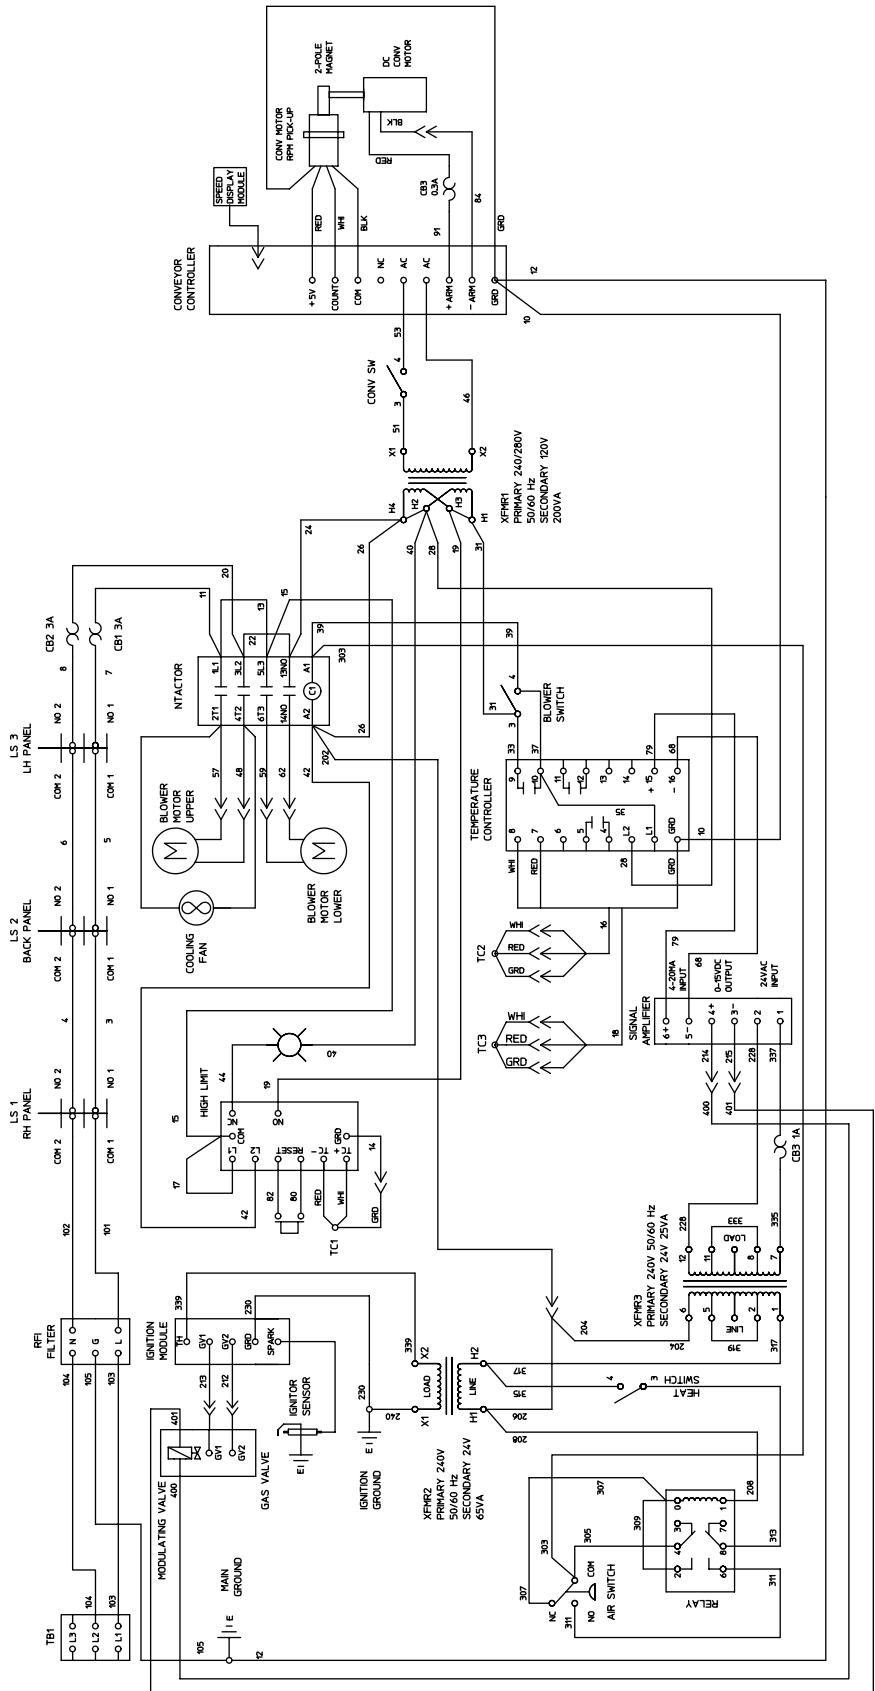 2-POLE
MAGNET
DC
CONV
MOTOR
CONV MOTOR
RPM PICK-UP
BLK
RED
CB3
0.3A
SPEED
DISPLAY
MODULE
RED
WHI
BLK
91
84
GRD
CONVEYOR
CONTROLLER
+5V
COUNT
COM
NC
AC
AC
+ ARM
- ARM
GRD
12
10
53
CONV SW
4
3
46
51
X1
X2
XFMR1
PRIMARY 240/280V
50/60 Hz
SECONDARY 120V
200VA
H4
H2
H3
H1
24
26
40
28
19
31
CB2 3A
CB1 3A
8
7
20
11
15
13
22
39
303
39
NTACTOR
1L1
3L2
5L3
13NO
A1
C1
2T1
4T2
6T3
14NO
A2
26
202
57
48
59
62
42
LS 3
LH PANEL
NO 2
NO 1
COM 2
COM 1
BLOWER
MOTOR
UPPER
M
M
BLOWER
MOTOR
LOWER
COOLING
FAN
31
4
3
BLOWER
SWITCH
33
37
79
68
TEMPERATURE
CONTROLLER
9
10
11
12
13
14
+ 15
- 16
8
7
6
5
4
L2
L1
GRD
35
WHI
RED
28
GRD
10
6
5
LS 2
BACK PANEL
NO 2
NO 1
COM 2
COM 1
16
TC2
WHI
RED
GRD
18
TC3
WHI
RED
GRD
79
68
SIGNAL
AMPLIFIER
4-20MA
INPUT
0-15VDC
OUTPUT
24VAC
INPUT
6+
5-
4+
3-
2
1
214
215
228
337
400
401
CB3 1A
4
3
40
LS 1
RH PANEL
NO 2
NO 1
COM 2
COM 1
HIGH LIMIT
44
19
15
17
NC
NO
COM
L1
L2
RESET
TC -
TC +
GRD
42
82
80
RED
WHI
14
GRD
TC1
102
101
XFMR3
PRIMARY 240V 50/60 Hz
SECONDARY 24V 25VA
228
333
335
12
11
8
7
LOAD
6
5
2
1
LINE
204
319
317
204
RFI
FILTER
N
G
L
104
105
103
IGNITION
MODULE
339
230
TH
GV1
GV2
GRD
SPARK
213
212
IGNITOR
SENSOR
EI
230
240
EI
IGNITION
GROUND
339
X2
X1
LOAD
LINE
H2
H1
317
315
206
208
XFMR2
PRIMARY 240V
50/60 Hz
SECONDARY 24V
65VA
4
3
HEAT
SWITCH
MODULATING VALVE
401
400
GV1
GV2
GAS VALVE
303
305
307
307
309
NC
COM
NO
311
AIR SWITCH
208
313
311
0
3
4
2
1
7
8
6
RELAY
MAIN
GROUND
I E
105
12
TB1
L3
L2
L1
104
103